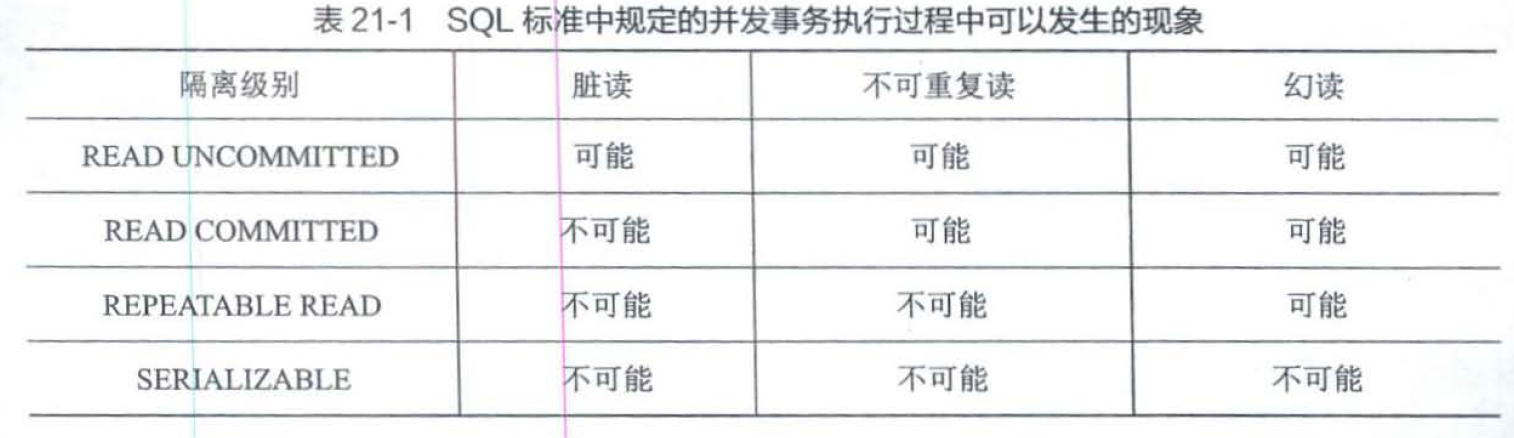 表 21-1 SQL 标准中规定的并发事务执行过程中可以发生的现象
隔离级别 脏读 不可重复读 幻读
READ UNCOMMITTED 可能 可能 可能
READ COMMITTED 不可能 可能 可能
REPEATABLE READ 不可能 不可能 可能
SERIALIZABLE 不可能 不可能 不可能